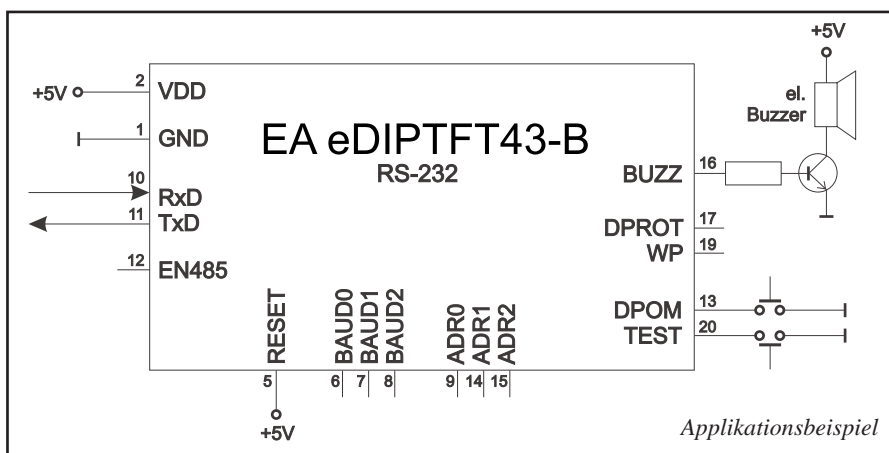 +5V
2 VDD
1 GND
10 RxD
11 TxD
12 EN485
EA eDIPTFT43-B
RS-232
+5V
el.
Buzzer
BUZZ 16
DPROT 17
WP 19
DPOM 13
TEST 20
RESET
BAUD0
BAUD1
BAUD2
ADR0
ADR1
ADR2
5 6 7 8 9 14 15
+5V
Applikationsbeispiel